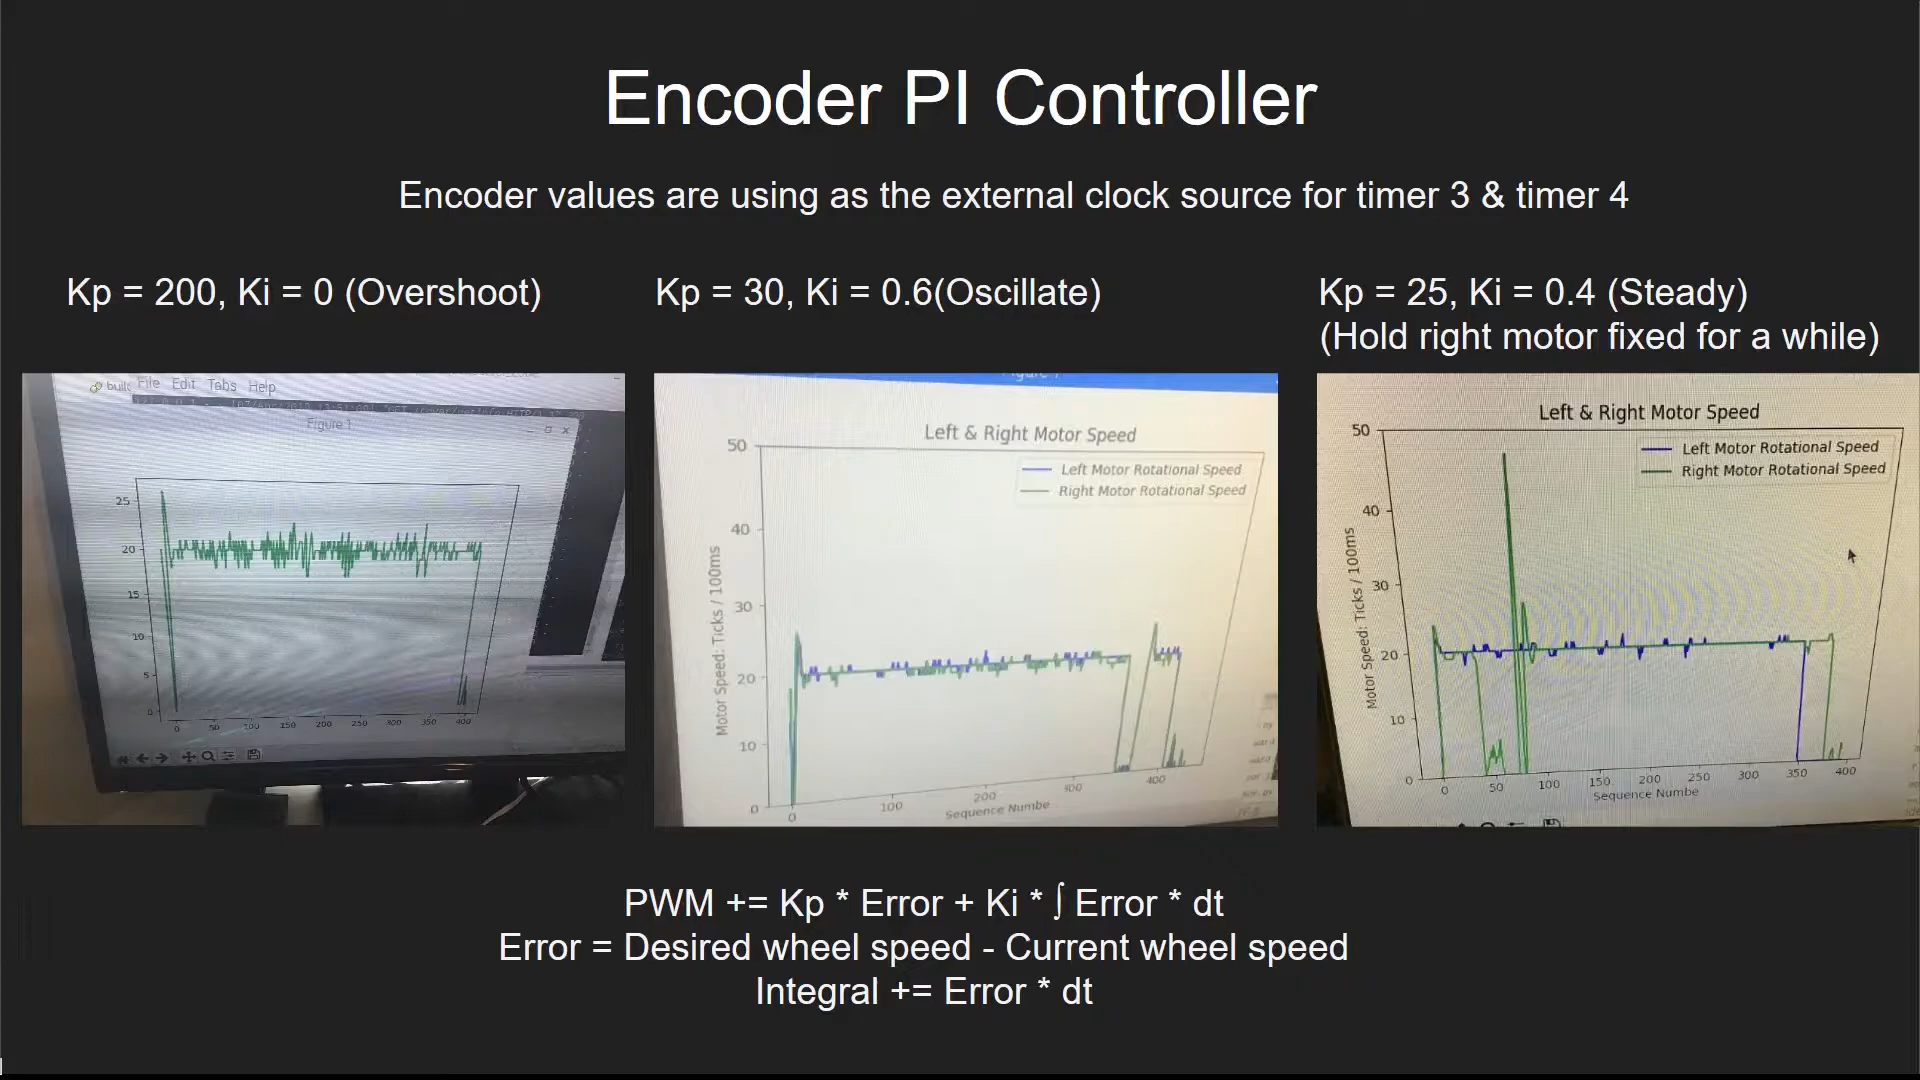 Encoder PI Controller
Encoder values are using as the external clock source for timer 3 & timer 4
Kp = 200, Ki = 0 (Overshoot)
Kp = 30, Ki = 0.6(Oscillate)
Kp = 25, Ki = 0.4 (Steady)
(Hold right motor fixed for a while)
File Edit Tabs Help
Figure 1
25
20
15
10
5
0
0 50 100 150 200 250 300 350 400
Left & Right Motor Speed
Left Motor Rotational Speed
Right Motor Rotational Speed
Motor Speed: Ticks / 100ms
50
40
30
20
10
0
0 100 200 300 400
Sequence Numbe
Left & Right Motor Speed
Left Motor Rotational Speed
Right Motor Rotational Speed
Motor Speed: Ticks / 100ms
50
40
30
20
10
0
0 50 100 150 200 250 300 350 400
Sequence Numbe
PWM += Kp * Error + Ki * ∫ Error * dt
Error = Desired wheel speed - Current wheel speed
Integral += Error * dt